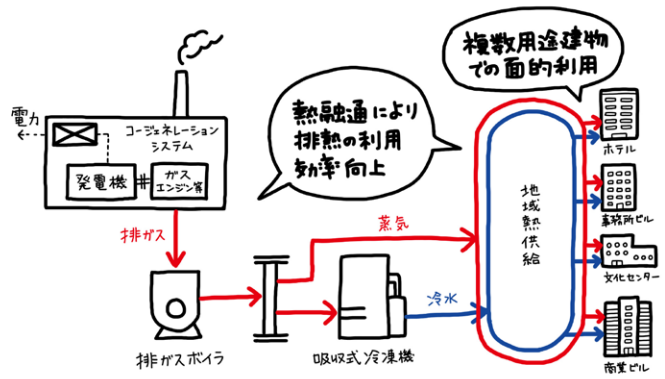 複数用途建物
での面的利用
熱融通により
排熱の利用
効率向上
電力
コージェネレーション
システム
発電機
ガス
エンジン等
排ガス
排ガスボイラ
蒸気
冷水
吸収式冷凍機
地域熱供給
ホテル
事務所ビル
文化センター
商業ビル